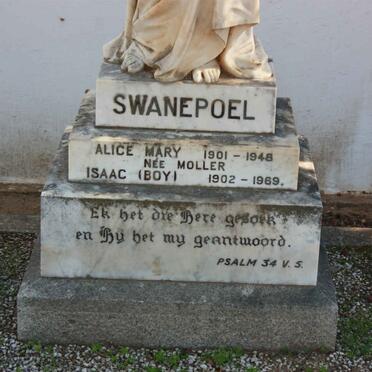 SWANEPOEL
ALICE MARY 1901 – 1948
NÉE MOLLER
ISAAC (BOY) 1902 – 1969.
Ek het die Here gesoek
en Hy het my geantwoord.
PSALM 34 V. 5.